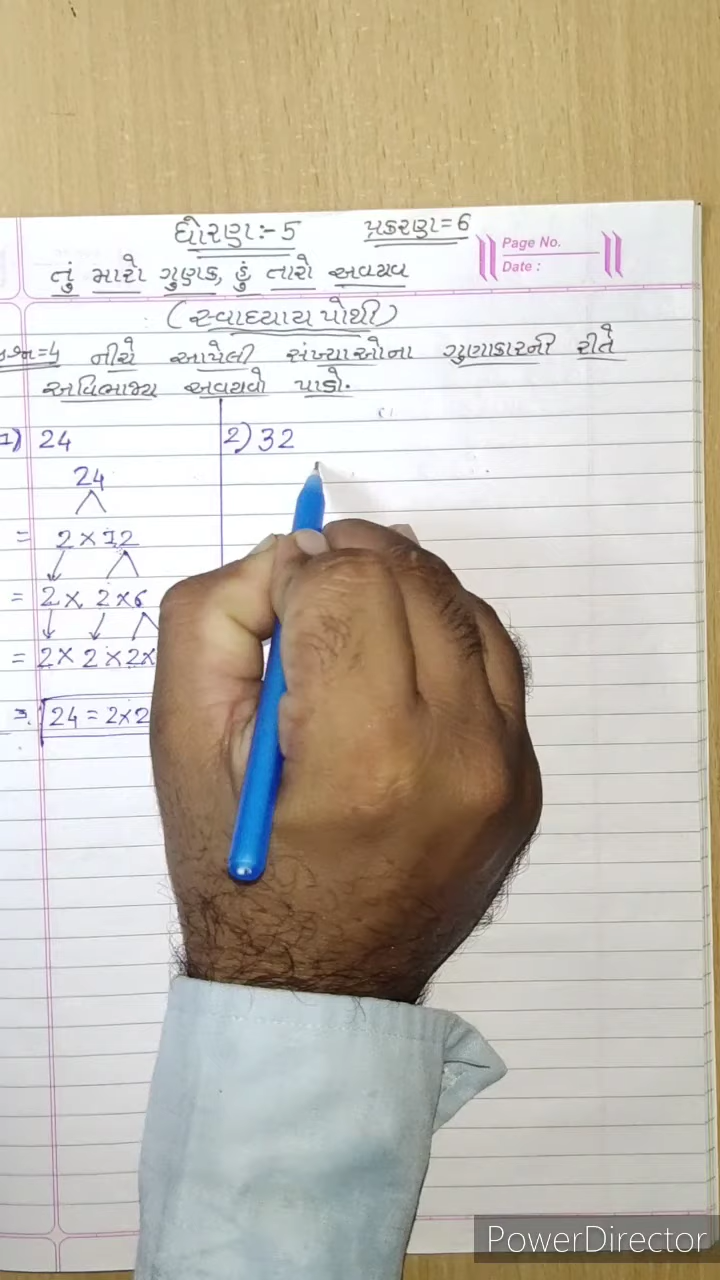 ધોરણ:- 5 પ્રકરણ=6
Page No.
Date :
તું મારો ગુણક, હું તારો અવયવ
(સ્વાધ્યાય પોથી)
નીચે આપેલી સંખ્યાઓના ગુણાકારની રીતે
અવિભાજ્ય અવયવો પાડો.
1) 24
24
= 2 × 12
= 2 × 2 × 6
= 2 × 2 × 2 ×
24 = 2×2
2) 32
PowerDirector